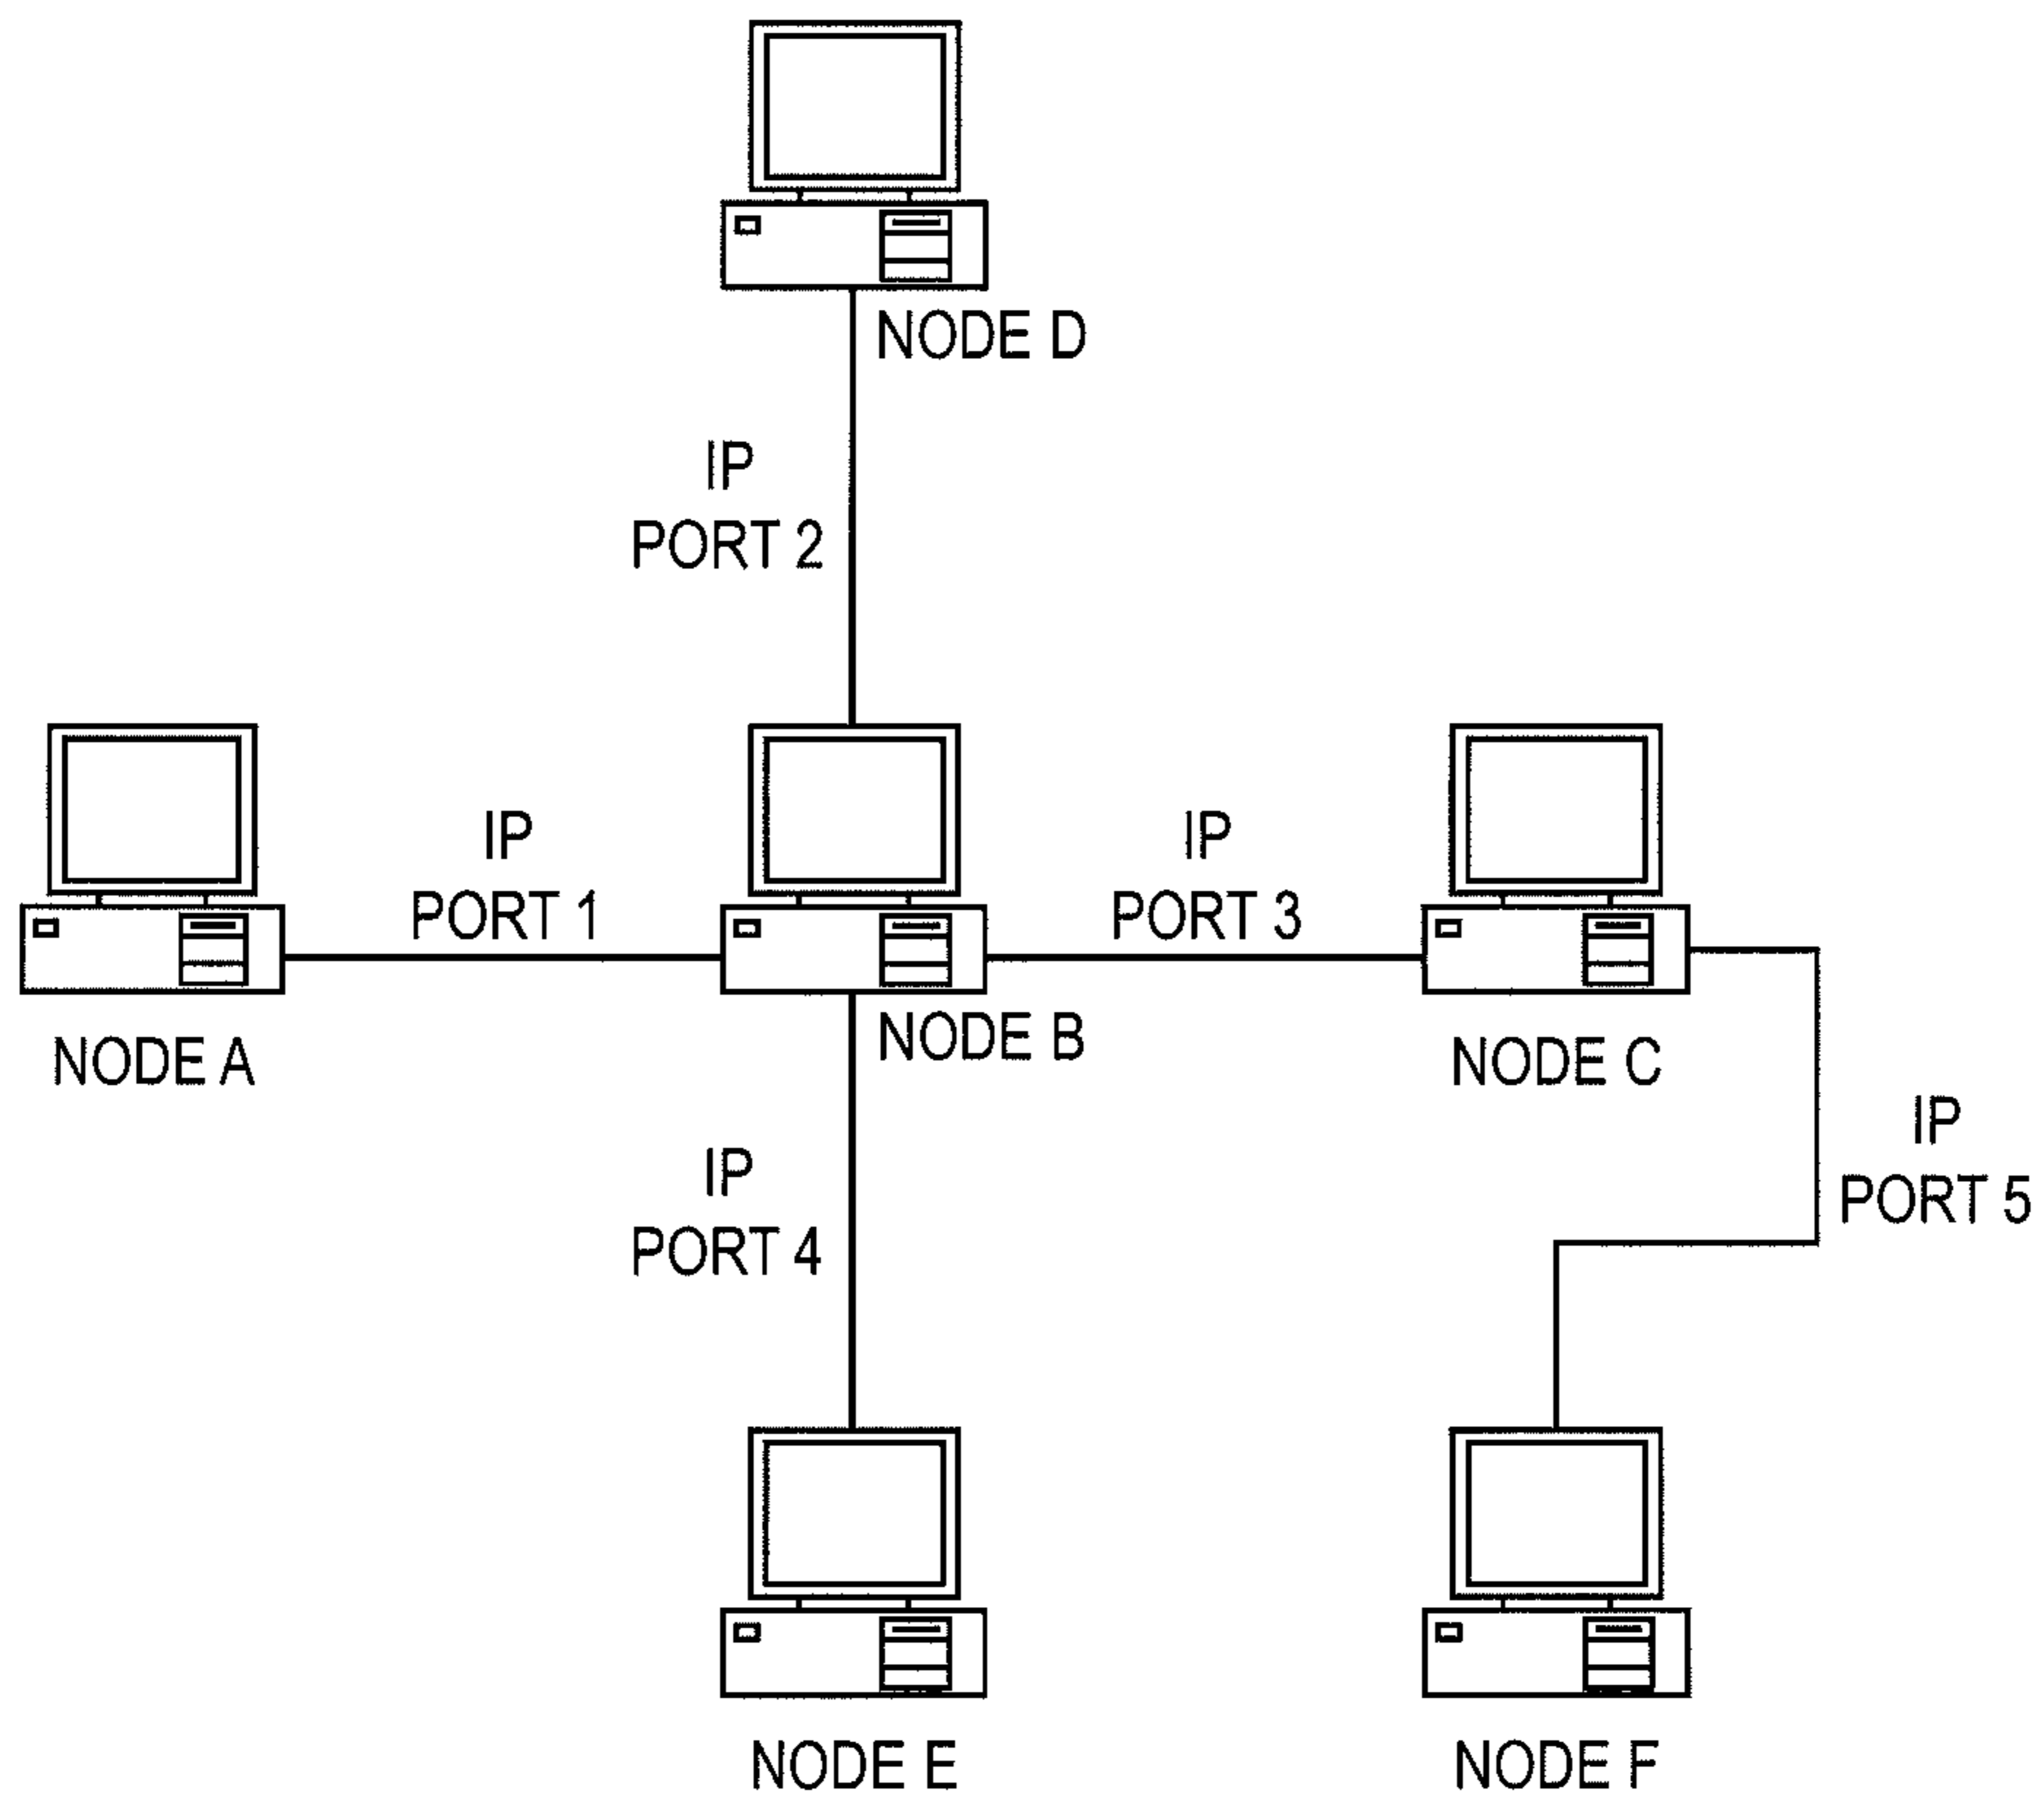 NODE D
IP
PORT 2
IP
PORT 1
IP
PORT 3
NODE A
NODE B
NODE C
IP
PORT 4
IP
PORT 5
NODE E
NODE F